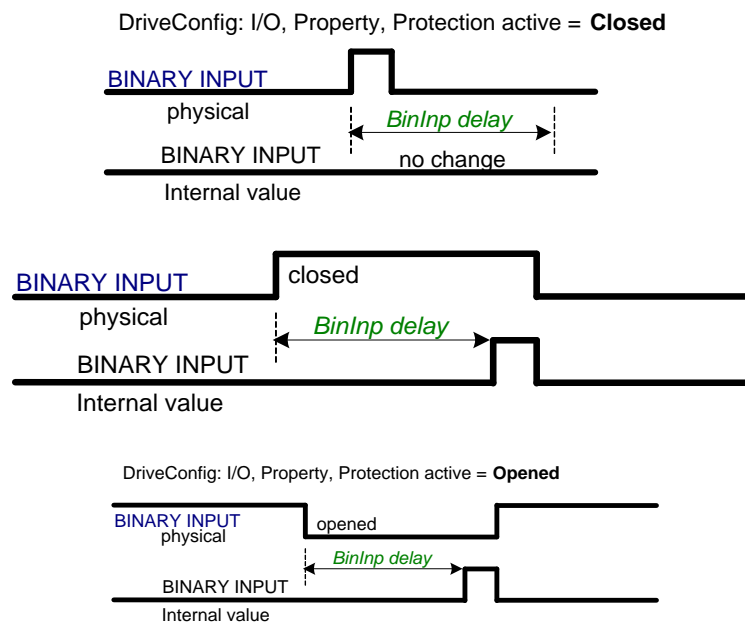 DriveConfig: I/O, Property, Protection active = Closed
BINARY INPUT
physical
BinInp delay
BINARY INPUT
no change
Internal value
closed
BINARY INPUT
physical
BinInp delay
BINARY INPUT
Internal value
DriveConfig: I/O, Property, Protection active = Opened
BINARY INPUT
opened
physical
BinInp delay
BINARY INPUT
Internal value